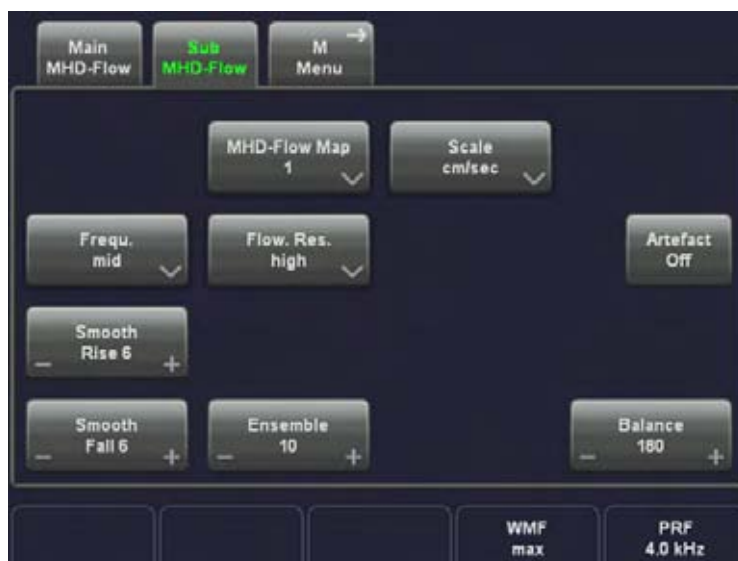 Main
MHD-Flow
Sub
MHD-Flow
M
Menu
MHD-Flow Map
1
Scale
cm/sec
Frequ.
mid
Flow. Res.
high
Artefact
Off
Smooth
Rise 6
Smooth
Fall 6
Ensemble
10
Balance
180
WMF
max
PRF
4.0 kHz